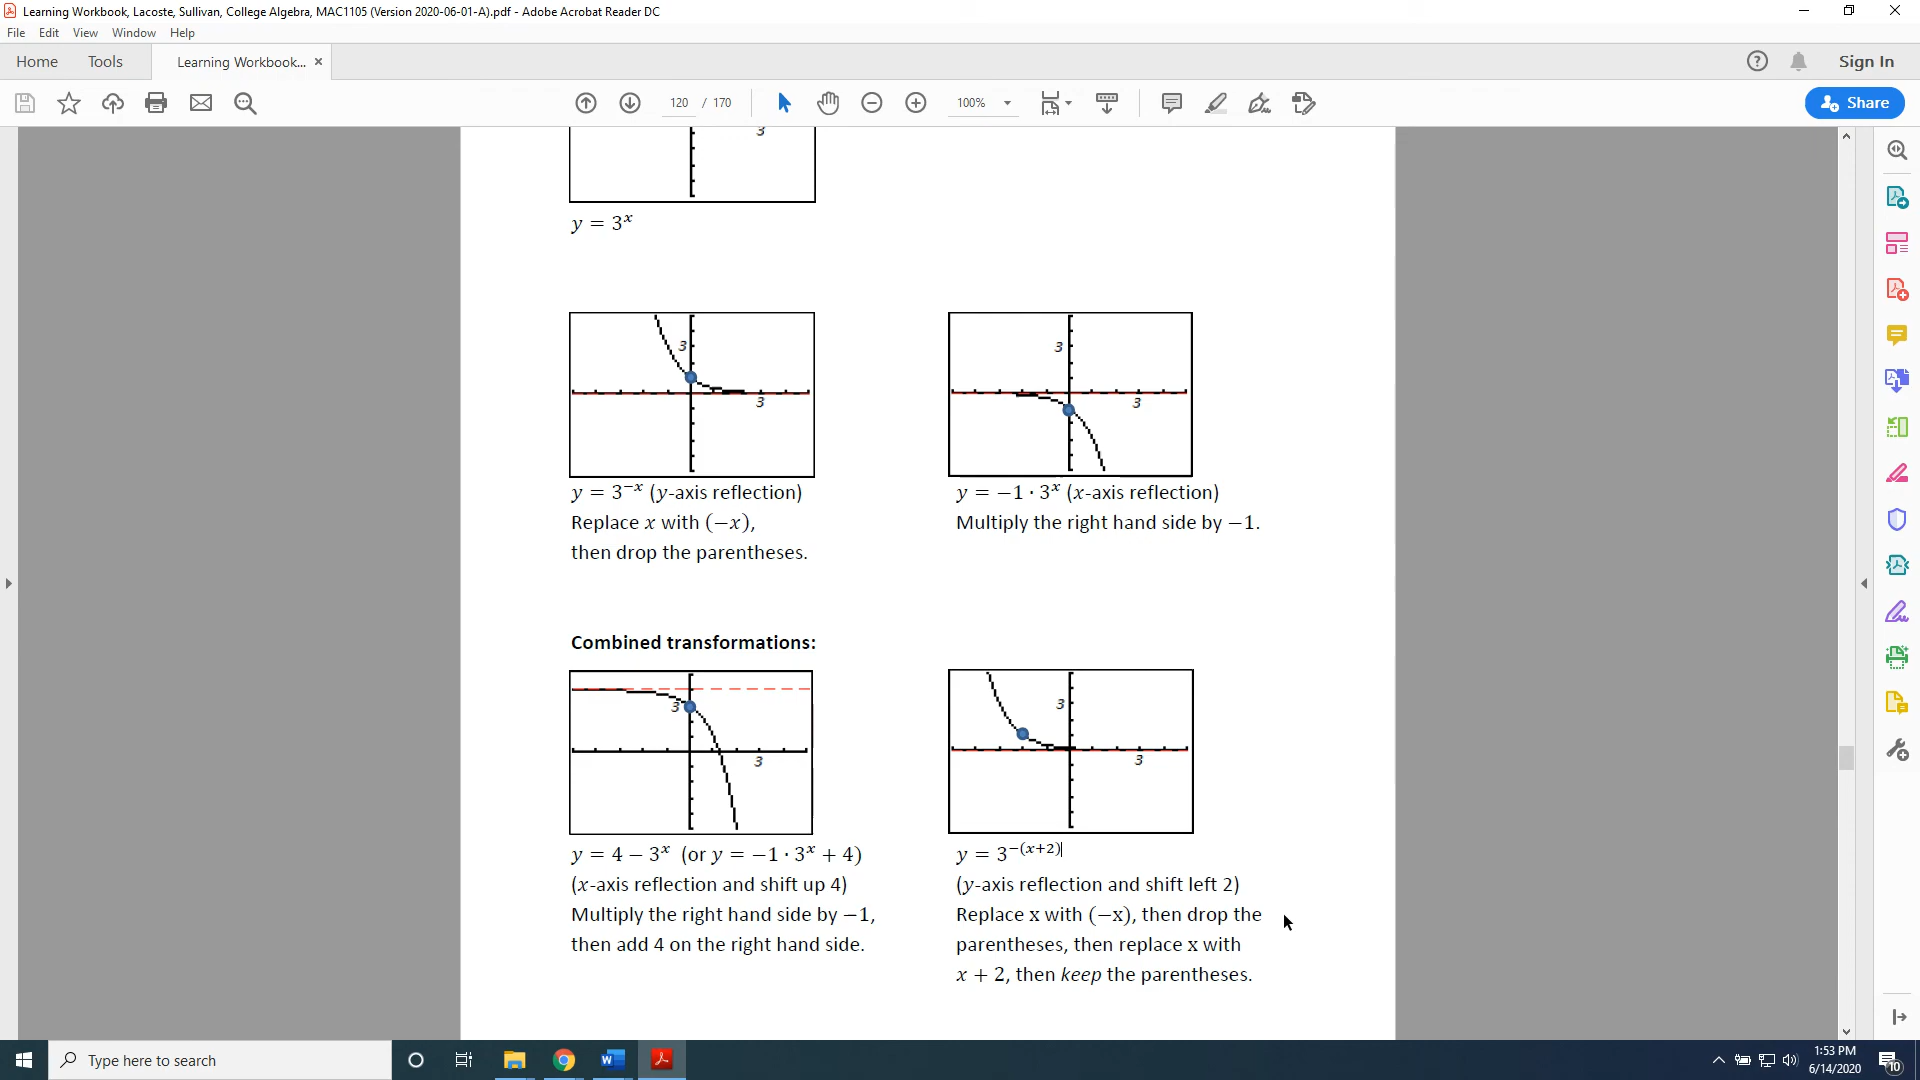 Learning Workbook, Lacoste, Sullivan, College Algebra, MAC1105 (Version 2020-06-01-A).pdf - Adobe Acrobat Reader DC
File Edit View Window Help
Home Tools Learning Workbook... × Sign In
120 / 170 100% Share
3
y = 3^x
3
3
3
3
y = 3^−x (y-axis reflection)
Replace x with (−x),
then drop the parentheses.
y = −1 · 3^x (x-axis reflection)
Multiply the right hand side by −1.
Combined transformations:
3
3
3
3
y = 4 − 3^x (or y = −1 · 3^x + 4)
(x-axis reflection and shift up 4)
Multiply the right hand side by −1,
then add 4 on the right hand side.
y = 3^−(x+2)
(y-axis reflection and shift left 2)
Replace x with (−x), then drop the
parentheses, then replace x with
x + 2, then keep the parentheses.
Type here to search
1:53 PM
6/14/2020
10